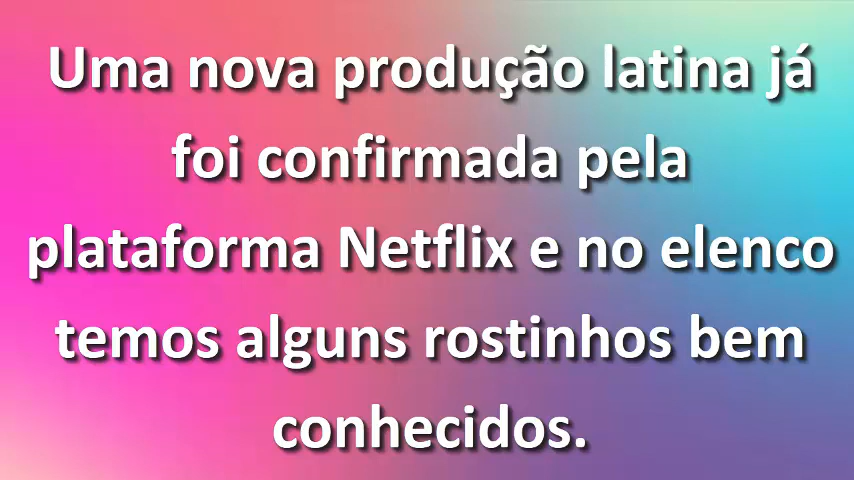 Uma nova produção latina já
foi confirmada pela
plataforma Netflix e no elenco
temos alguns rostinhos bem
conhecidos.